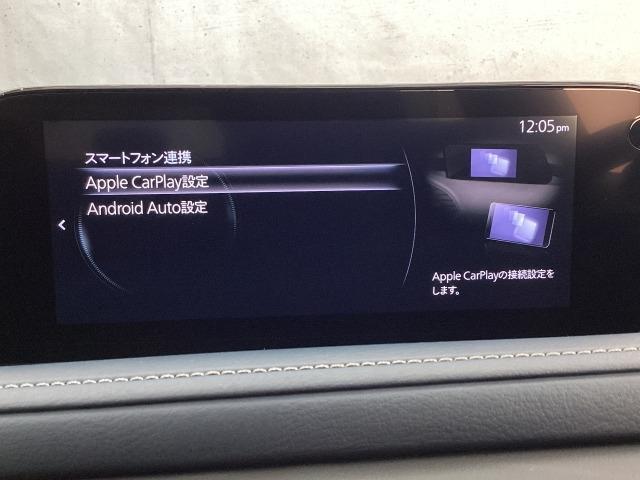 12:05pm
スマートフォン連携
Apple CarPlay設定
Android Auto設定
Apple CarPlayの接続設定を
します。